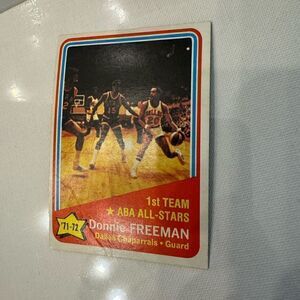 1st TEAM
★ ABA ALL-STARS
'71-'72
Donnie FREEMAN
Dallas Chaparrals • Guard